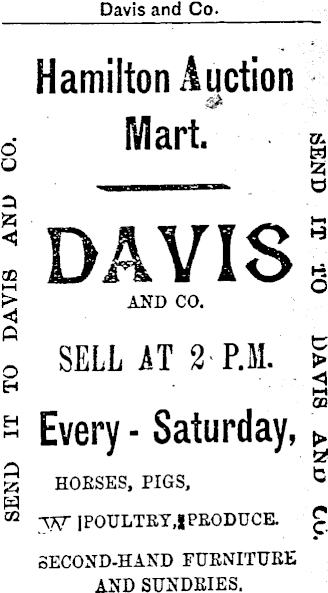 Davis and Co.
Hamilton Auction
Mart.
DAVIS
AND CO.
SELL AT 2 P.M.
Every - Saturday,
HORSES, PIGS,
POULTRY, PRODUCE.
SECOND-HAND FURNITURE
AND SUNDRIES.
SEND IT TO DAVIS AND CO.
SEND IT TO DAVIS AND CO.